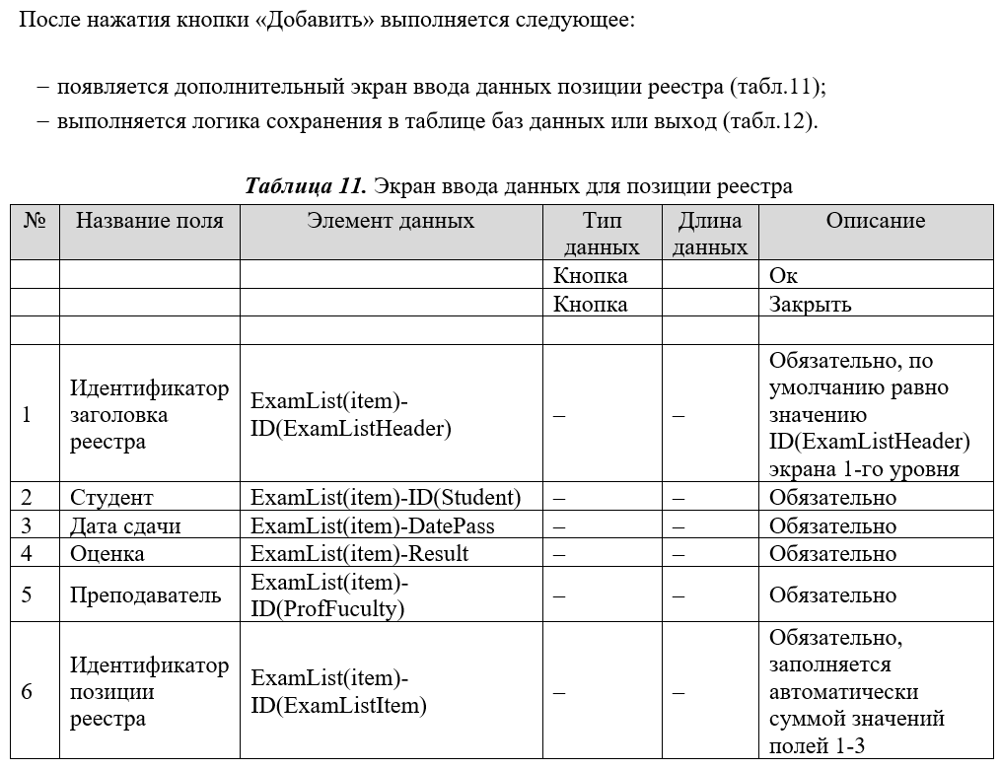 После нажатия кнопки «Добавить» выполняется следующее:
– появляется дополнительный экран ввода данных позиции реестра (табл.11);
– выполняется логика сохранения в таблице баз данных или выход (табл.12).
Таблица 11. Экран ввода данных для позиции реестра
№ Название поля Элемент данных Тип данных Длина данных Описание
Кнопка Ок
Кнопка Закрыть
1 Идентификатор заголовка реестра ExamList(item)-ID(ExamListHeader) – – Обязательно, по умолчанию равно значению ID(ExamListHeader) экрана 1-го уровня
2 Студент ExamList(item)-ID(Student) – – Обязательно
3 Дата сдачи ExamList(item)-DatePass – – Обязательно
4 Оценка ExamList(item)-Result – – Обязательно
5 Преподаватель ExamList(item)-ID(ProfFuculty) – – Обязательно
6 Идентификатор позиции реестра ExamList(item)-ID(ExamListItem) – – Обязательно, заполняется автоматически суммой значений полей 1-3